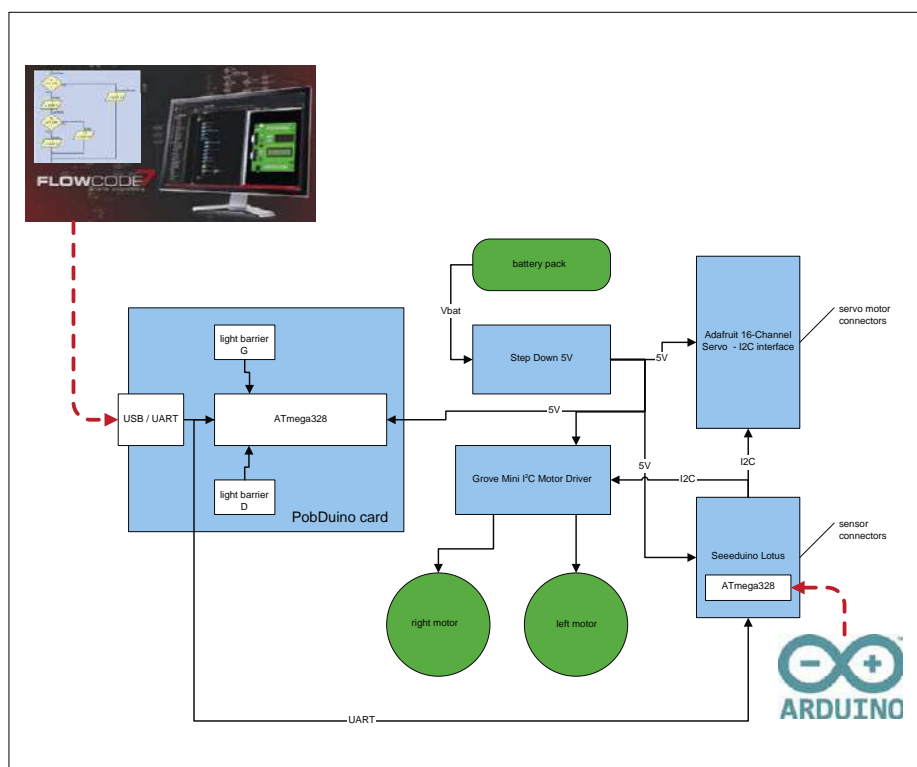 FLOWCODE 7
battery pack
Vbat
Step Down 5V
5V
Adafruit 16-Channel
Servo - I2C interface
servo motor
connectors
light barrier
G
USB / UART
ATmega328
5V
light barrier
D
PobDuino card
Grove Mini I²C Motor Driver
5V
I2C
I2C
sensor
connectors
Seeeduino Lotus
ATmega328
right motor
left motor
UART
ARDUINO